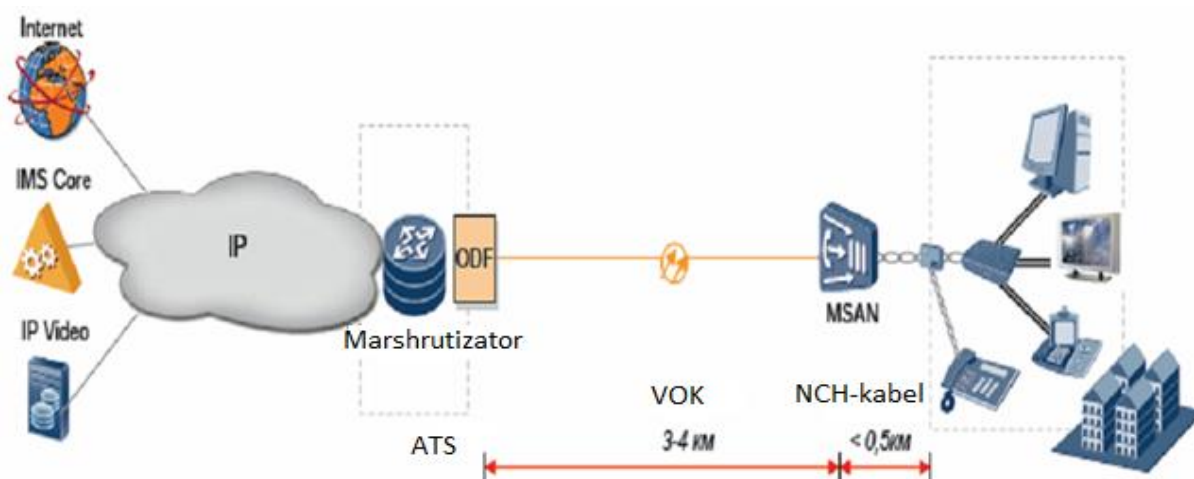 Internet
IMS Core
IP Video
IP
Marshrutizator
ODF
ATS
VOK
3-4 км
MSAN
NCH-kabel
< 0,5км